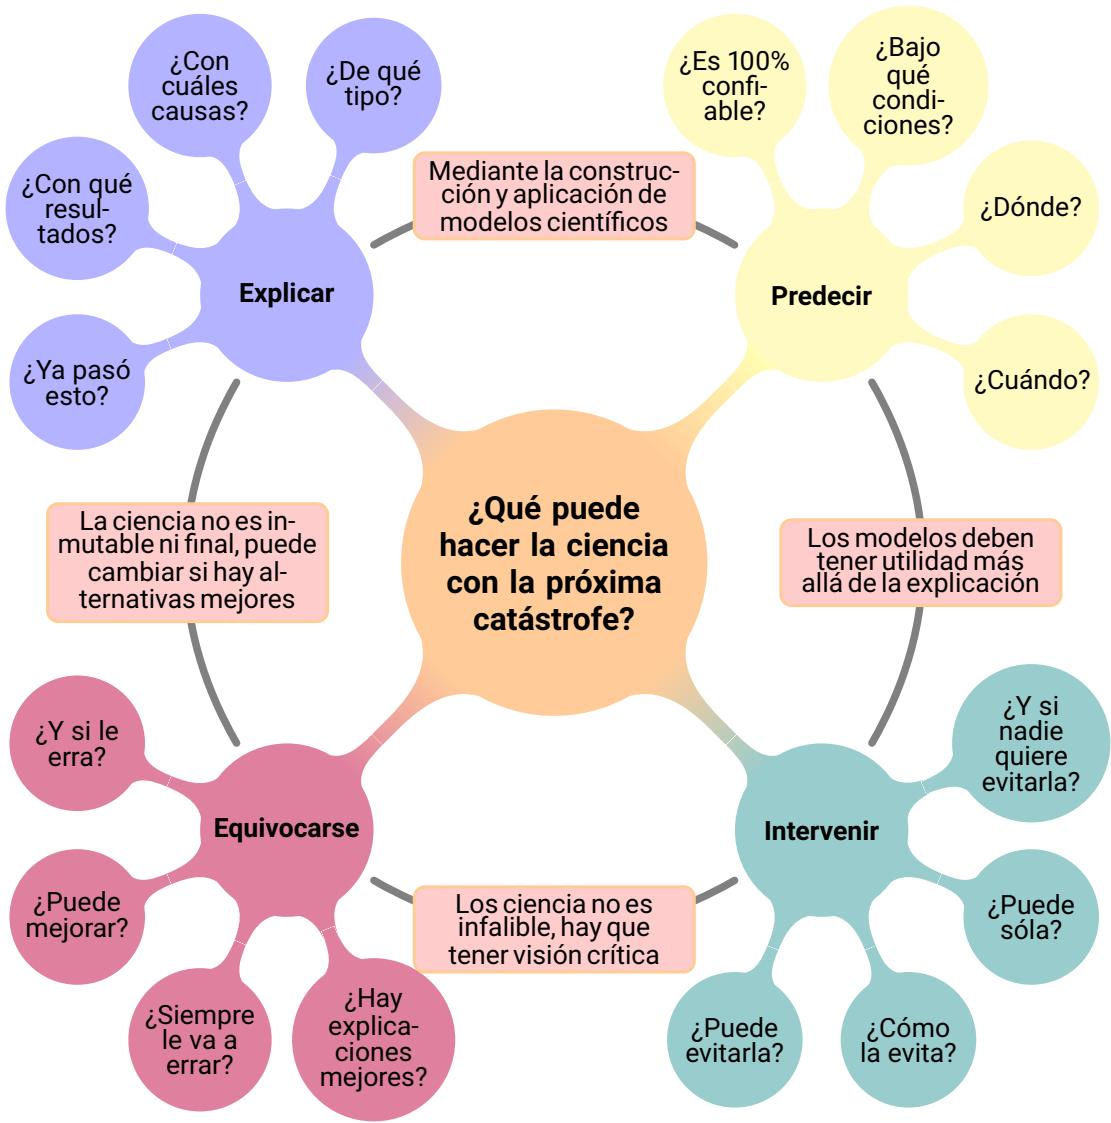 ¿Con
cuáles
causas?
¿De qué
tipo?
¿Con qué
resul-
tados?
¿Ya pasó
esto?
Explicar
Mediante la construc-
ción y aplicación de
modelos científicos
¿Es 100%
confi-
able?
¿Bajo
qué
condi-
ciones?
¿Dónde?
¿Cuándo?
Predecir
¿Qué puede
hacer la ciencia
con la próxima
catástrofe?
La ciencia no es in-
mutable ni final, puede
cambiar si hay al-
ternativas mejores
Los modelos deben
tener utilidad más
allá de la explicación
¿Y si le
erra?
¿Puede
mejorar?
¿Siempre
le va a
errar?
¿Hay
explica-
ciones
mejores?
Equivocarse
Los ciencia no es
infalible, hay que
tener visión crítica
Intervenir
¿Y si
nadie
quiere
evitarla?
¿Puede
sóla?
¿Cómo
la evita?
¿Puede
evitarla?